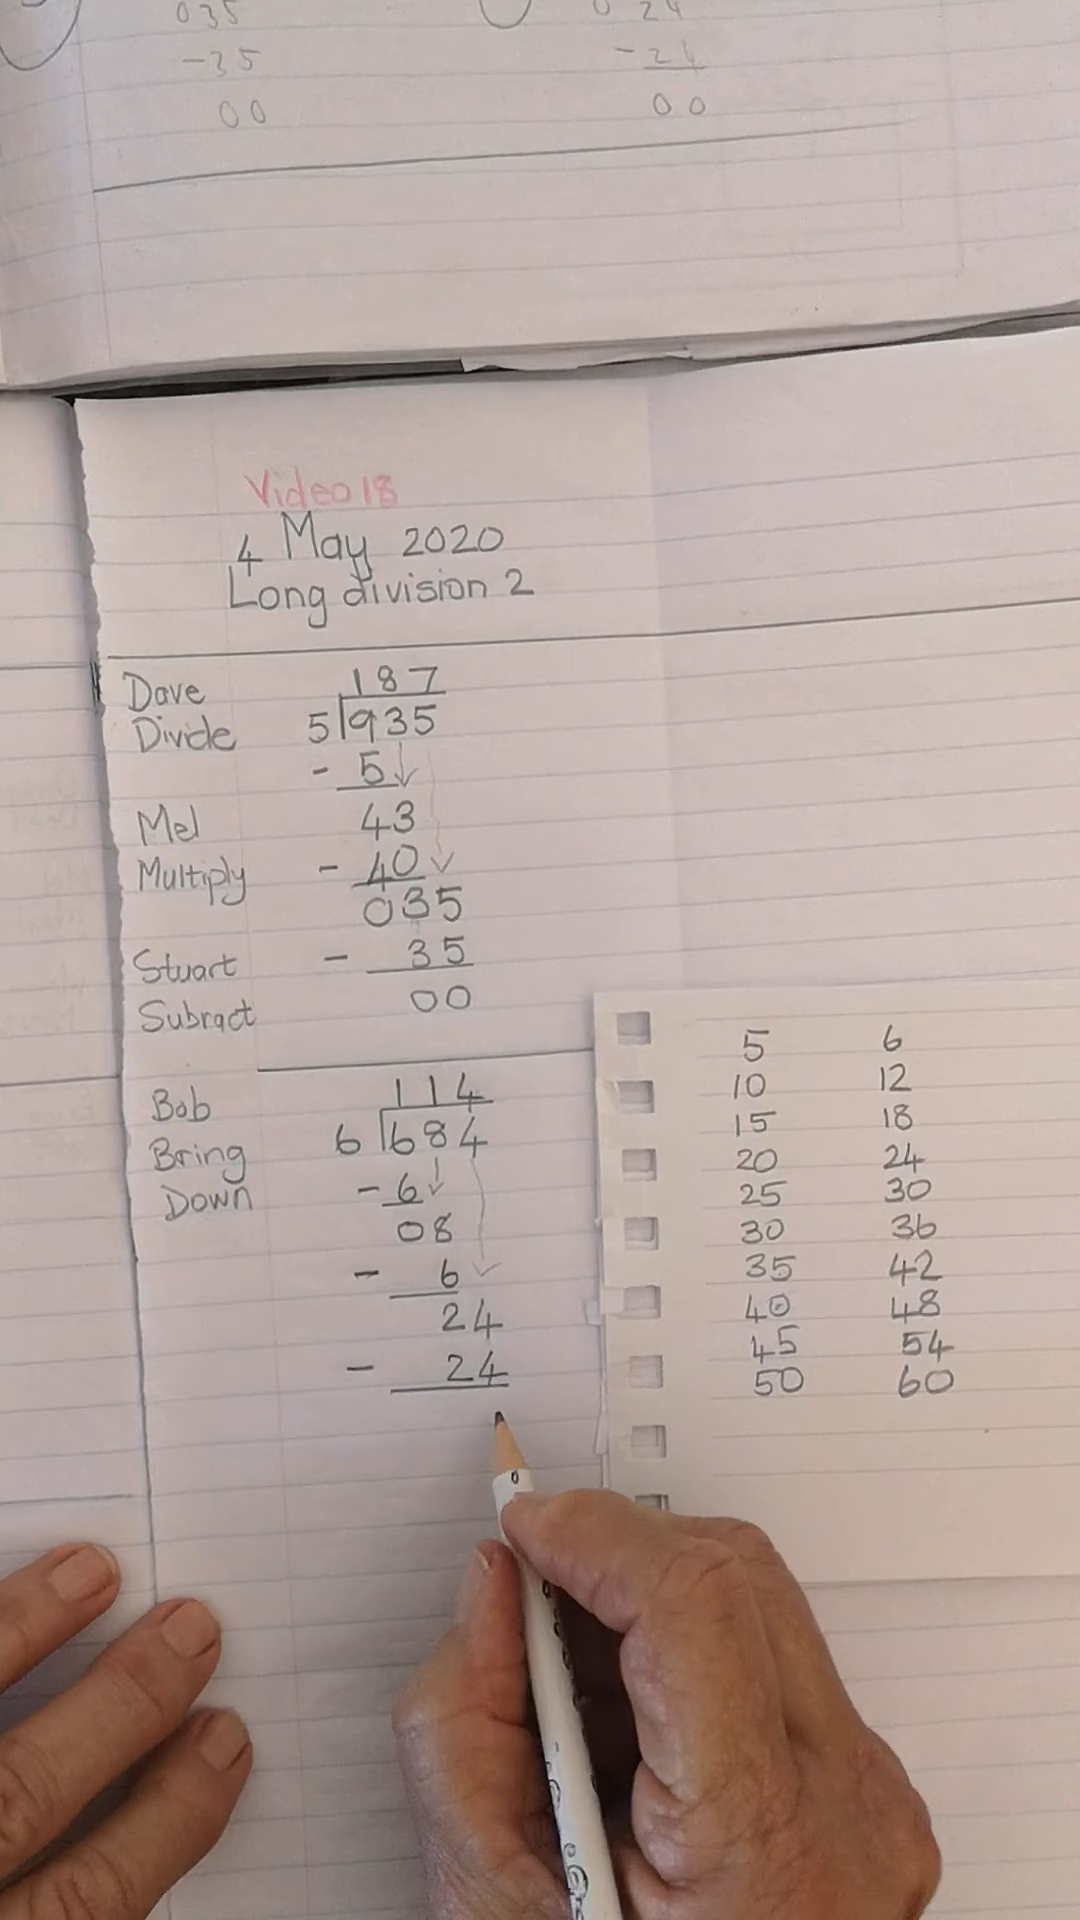 035
24
-35
-24
00
00
Video 18
4 May 2020
Long division 2
Dave
Divide
Mel
Multiply
Stuart
Subract
Bob
Bring
Down
187
5 935
- 5
43
- 40
035
- 35
00
114
6 684
- 6
08
- 6
24
- 24
5 6
10 12
15 18
20 24
25 30
30 36
35 42
40 48
45 54
50 60